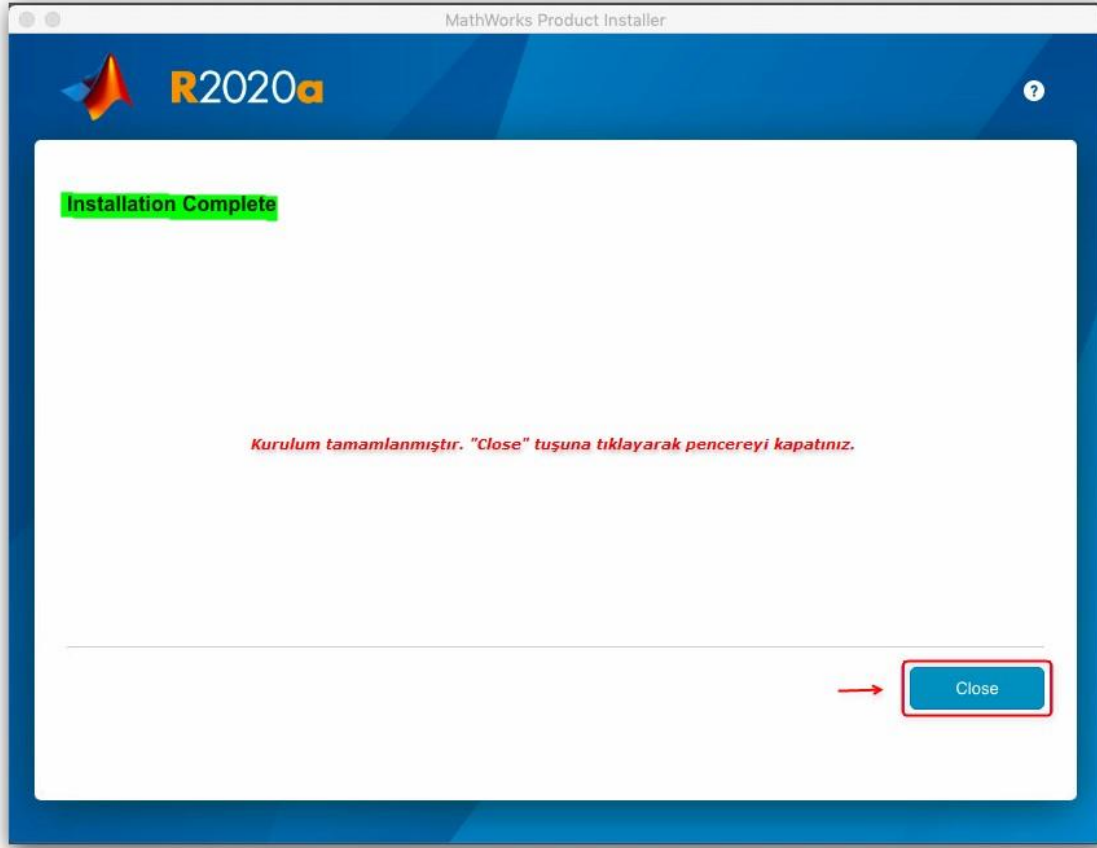 MathWorks Product Installer
R2020a
?
Installation Complete
Kurulum tamamlanmıştır. "Close" tuşuna tıklayarak pencereyi kapatınız.
Close